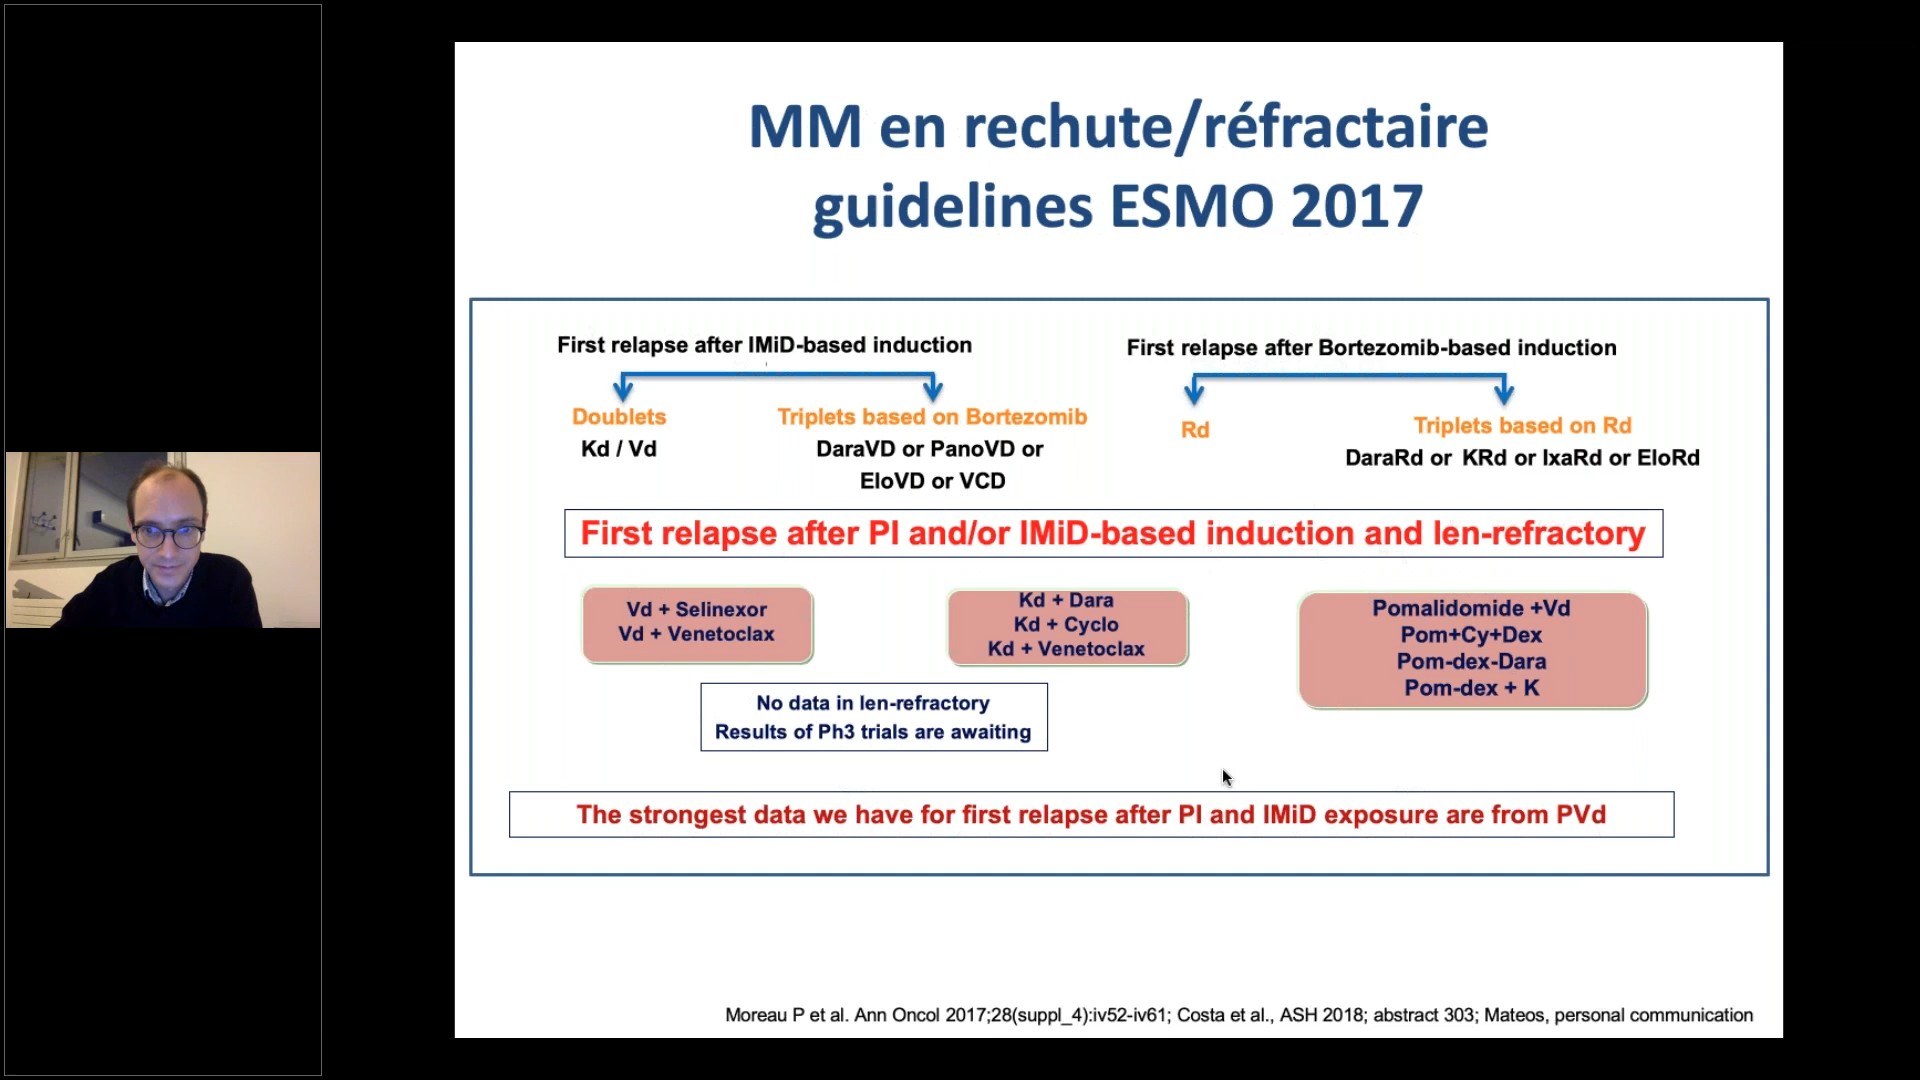 MM en rechute/réfractaire
guidelines ESMO 2017
First relapse after IMiD-based induction
Doublets
Kd / Vd
Triplets based on Bortezomib
DaraVD or PanoVD or
EloVD or VCD
First relapse after Bortezomib-based induction
Rd
Triplets based on Rd
DaraRd or KRd or IxaRd or EloRd
First relapse after PI and/or IMiD-based induction and len-refractory
Vd + Selinexor
Vd + Venetoclax
Kd + Dara
Kd + Cyclo
Kd + Venetoclax
Pomalidomide +Vd
Pom+Cy+Dex
Pom-dex-Dara
Pom-dex + K
No data in len-refractory
Results of Ph3 trials are awaiting
The strongest data we have for first relapse after PI and IMiD exposure are from PVd
Moreau P et al. Ann Oncol 2017;28(suppl_4):iv52-iv61; Costa et al., ASH 2018; abstract 303; Mateos, personal communication